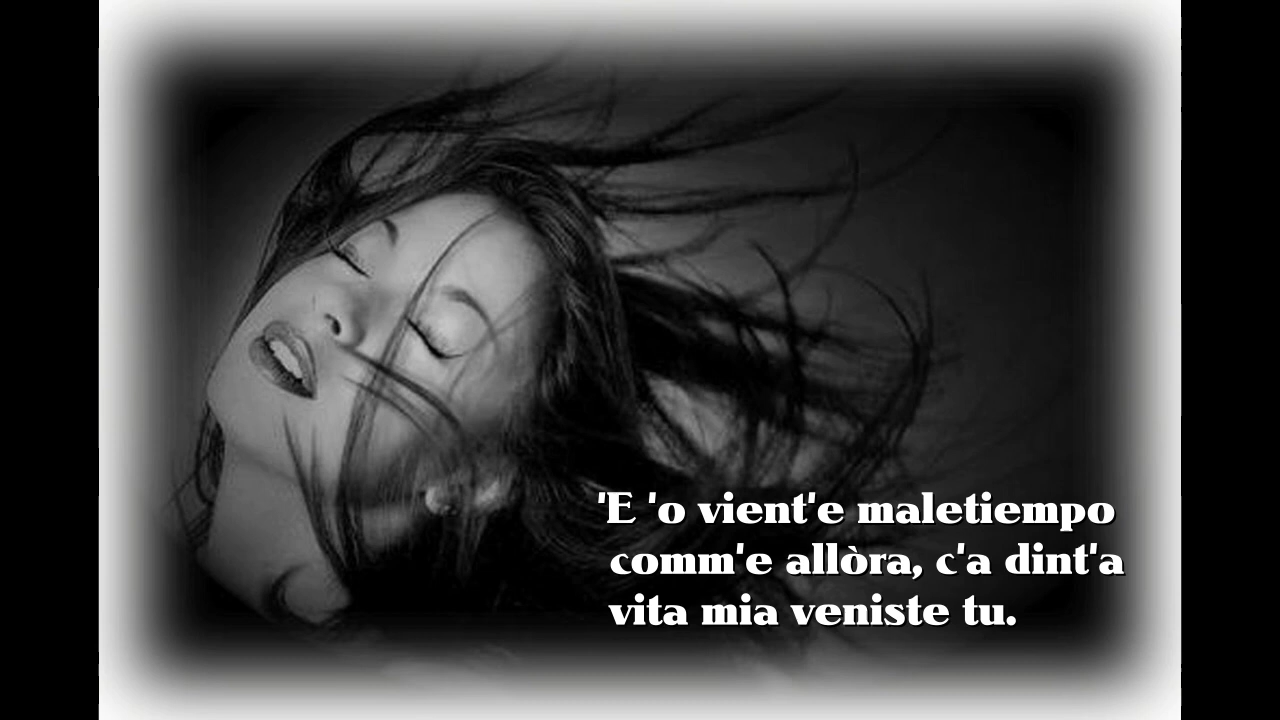 'E 'o vient'e maletiempo
comm'e allòra, c'a dint'a
vita mia veniste tu.